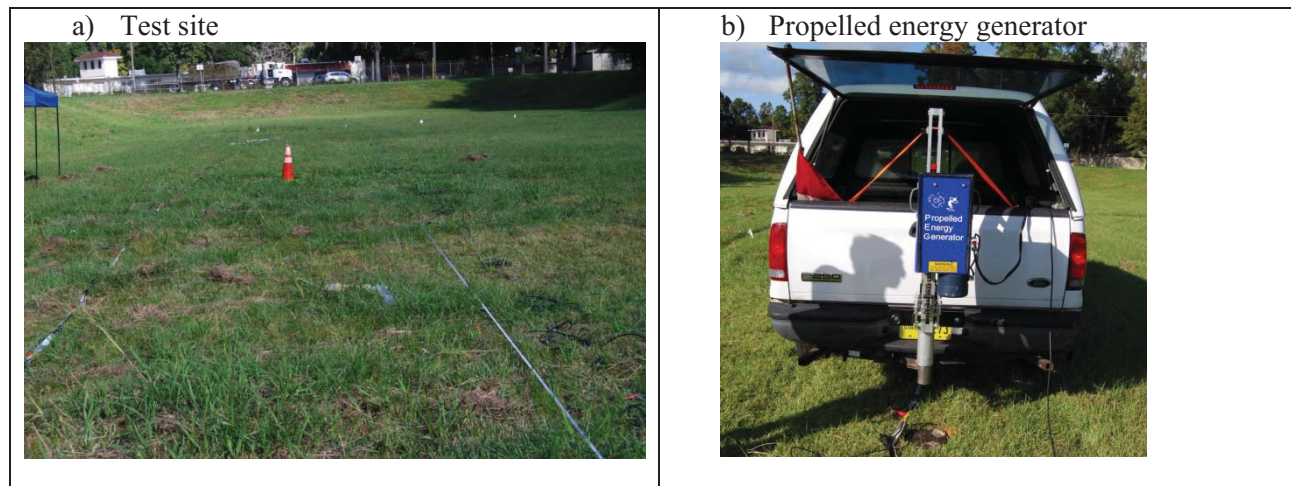 a) Test site
b) Propelled energy generator
Propelled
Energy
Generator